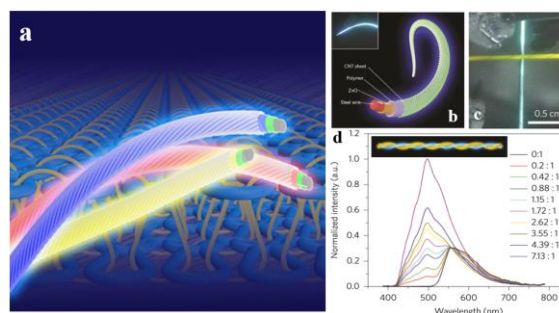 a
CNT sheet
Polymer
ZnO
Steel wire
b
c
0.5 cm
d
Normalized intensity (a.u.)
1.2
1.0
0.8
0.6
0.4
0.2
0.0
400
500
600
700
800
Wavelength (nm)
0:1
0.2 : 1
0.42 : 1
0.88 : 1
1.15 : 1
1.72 : 1
2.62 : 1
3.55 : 1
4.39 : 1
7.13 : 1